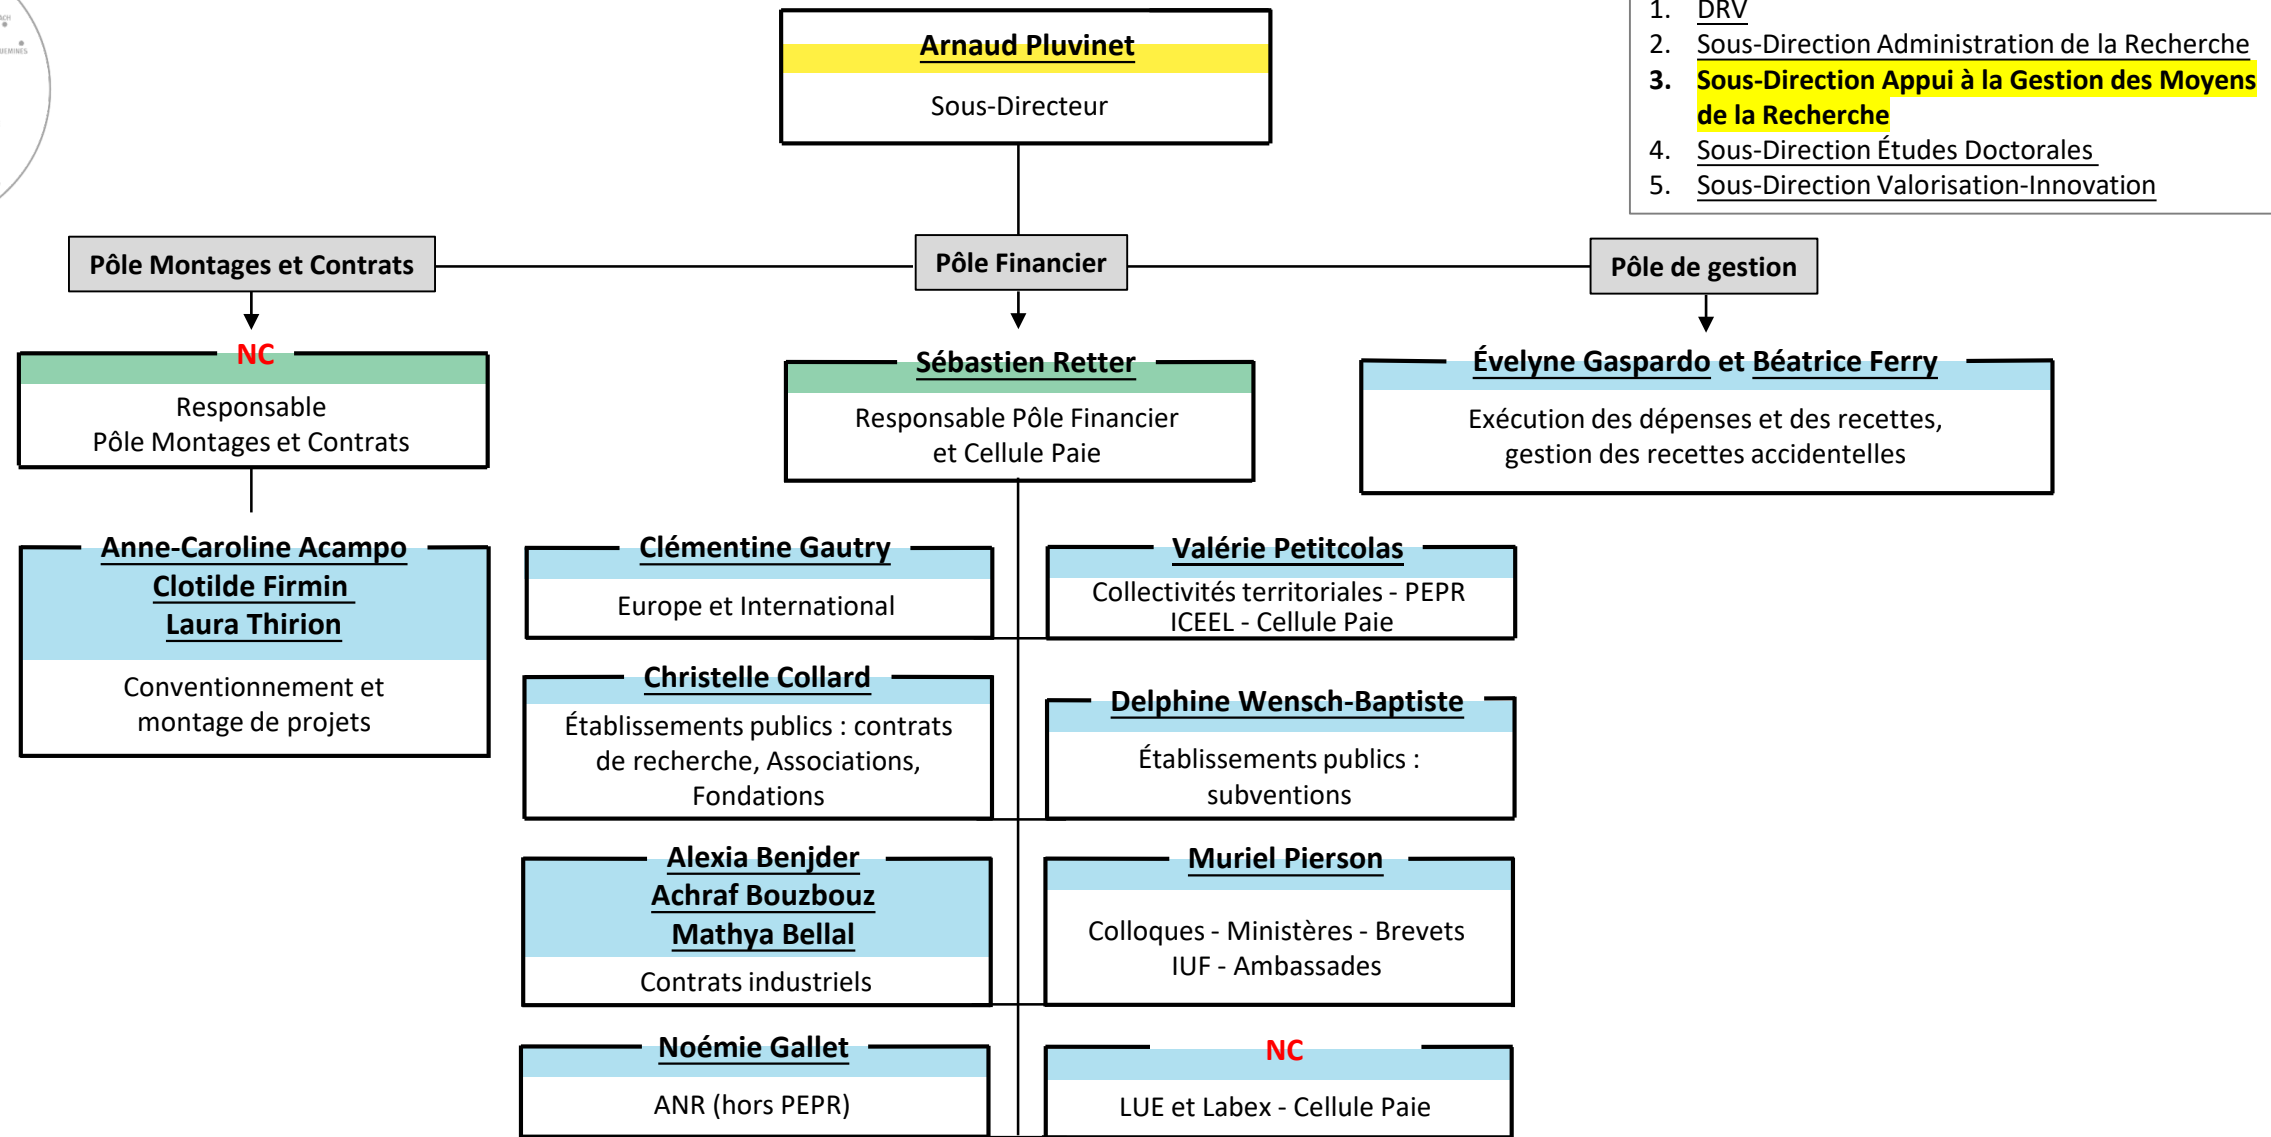 Arnaud Pluvinet
Sous-Directeur
1. DRV
2. Sous-Direction Administration de la Recherche
3. Sous-Direction Appui à la Gestion des Moyens
de la Recherche
4. Sous-Direction Études Doctorales
5. Sous-Direction Valorisation-Innovation
Pôle Montages et Contrats
Pôle Financier
Pôle de gestion
NC
Responsable
Pôle Montages et Contrats
Sébastien Retter
Responsable Pôle Financier
et Cellule Paie
Évelyne Gaspardo et Béatrice Ferry
Exécution des dépenses et des recettes,
gestion des recettes accidentelles
Anne-Caroline Acampo
Clotilde Firmin
Laura Thirion
Conventionnement et
montage de projets
Clémentine Gautry
Europe et International
Valérie Petitcolas
Collectivités territoriales - PEPR
ICEEL - Cellule Paie
Christelle Collard
Établissements publics : contrats
de recherche, Associations,
Fondations
Delphine Wensch-Baptiste
Établissements publics :
subventions
Alexia Benjder
Achraf Bouzbouz
Mathya Bellal
Contrats industriels
Muriel Pierson
Colloques - Ministères - Brevets
IUF - Ambassades
Noémie Gallet
ANR (hors PEPR)
NC
LUE et Labex - Cellule Paie